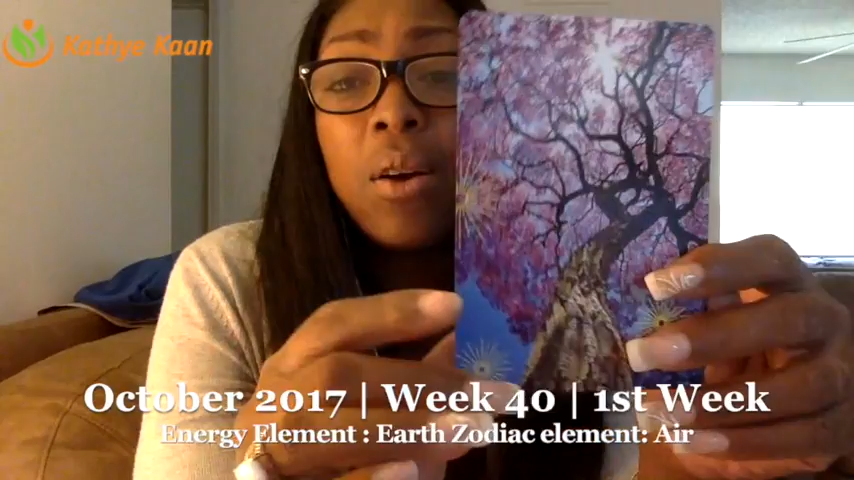 Kathye Kaan
October 2017 | Week 40 | 1st Week
Energy Element : Earth Zodiac element: Air